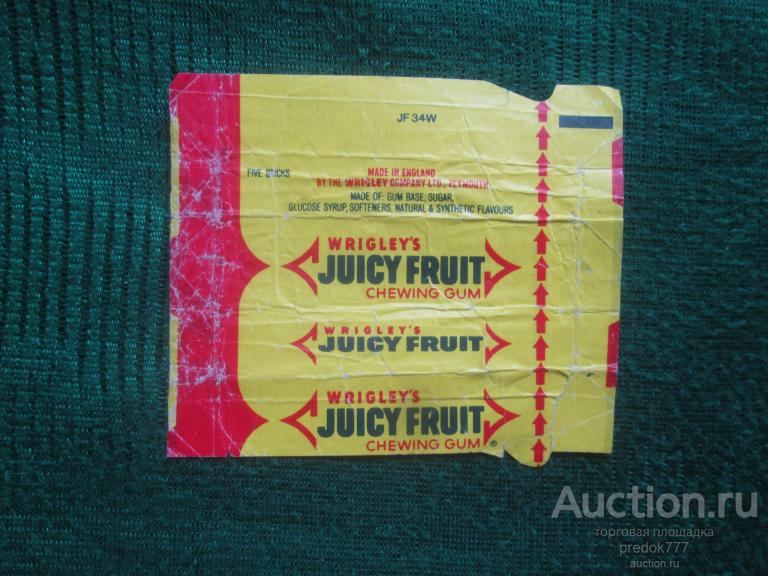 JF 34W
FIVE STICKS
MADE IN ENGLAND
BY THE WRIGLEY COMPANY LTD., PLYMOUTH
MADE OF: GUM BASE, SUGAR,
GLUCOSE SYRUP, SOFTENERS, NATURAL & SYNTHETIC FLAVOURS
WRIGLEY'S
JUICY FRUIT
CHEWING GUM
WRIGLEY'S
JUICY FRUIT
WRIGLEY'S
JUICY FRUIT
CHEWING GUM ®
Auction.ru
торговая площадка
predok777
auction.ru